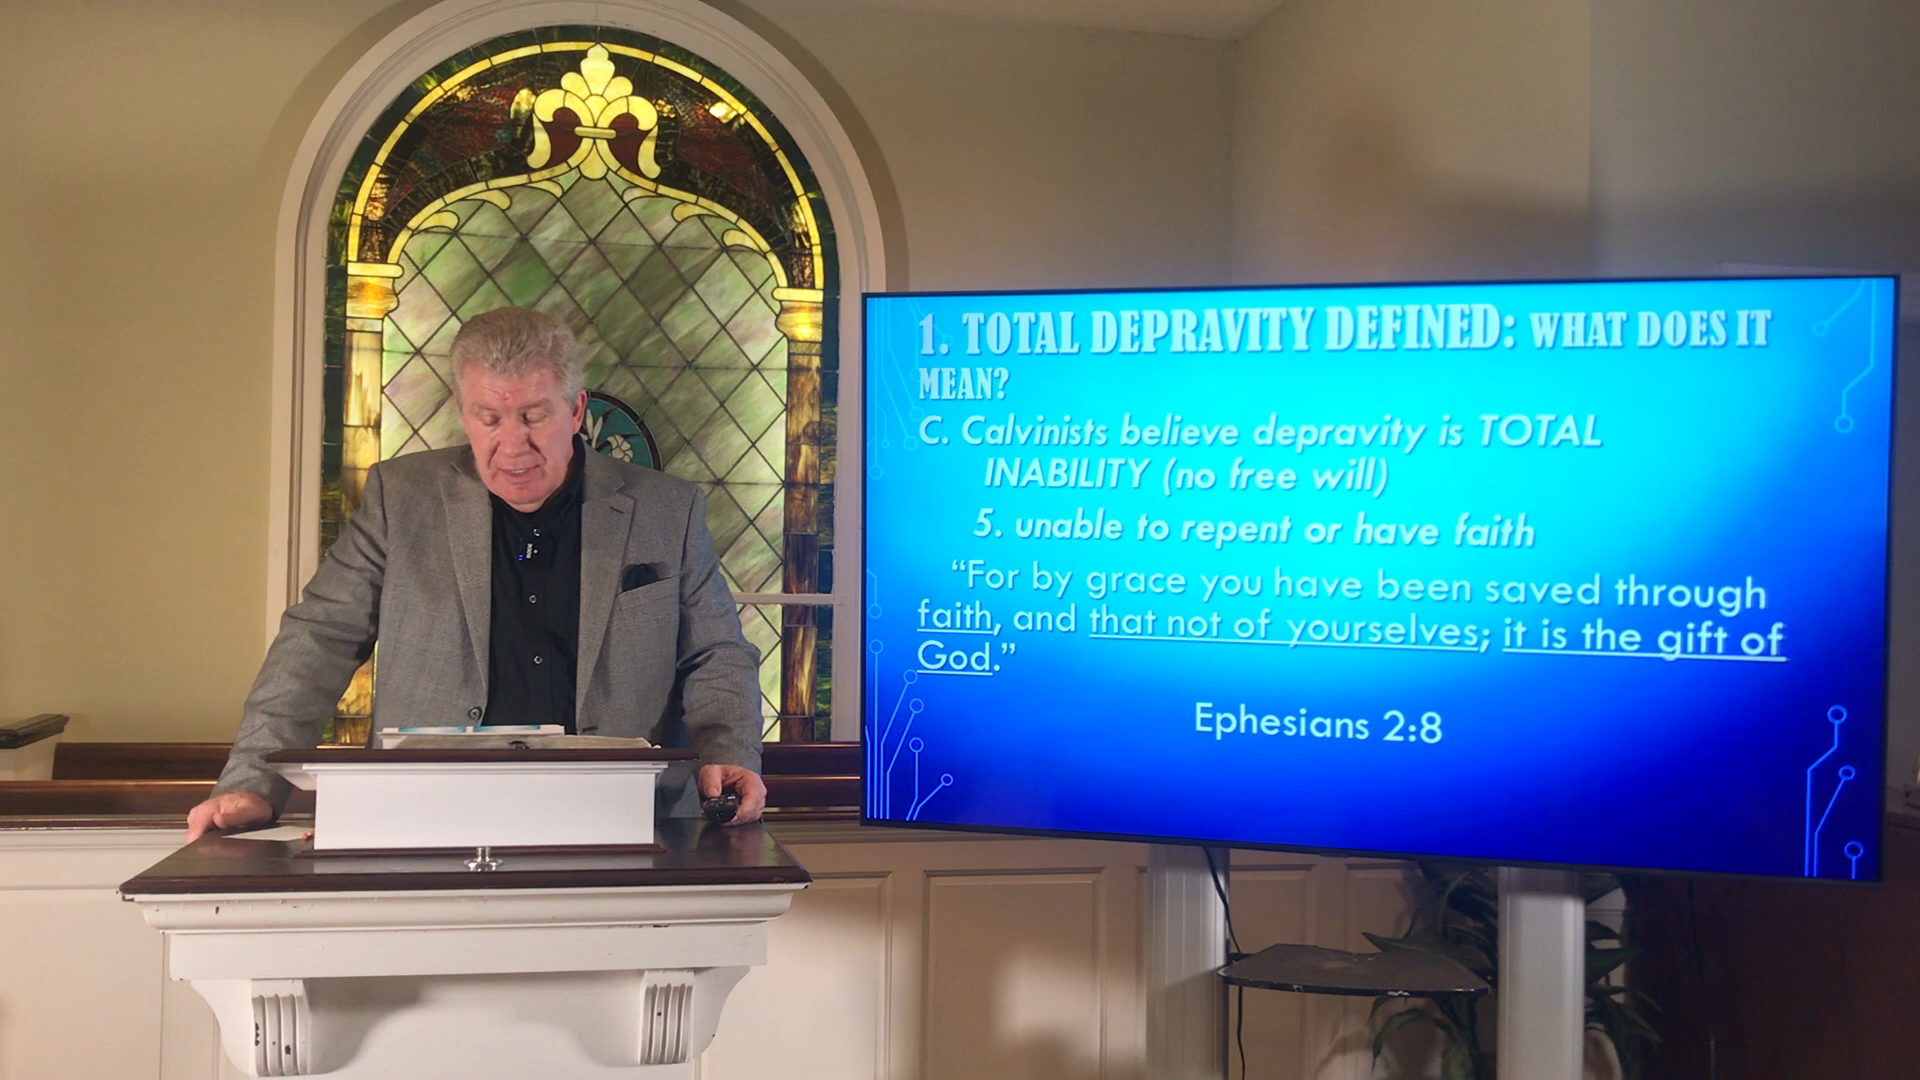 1. TOTAL DEPRAVITY DEFINED: WHAT DOES IT
MEAN?
C. Calvinists believe depravity is TOTAL
INABILITY (no free will)
5. unable to repent or have faith
“For by grace you have been saved through
faith, and that not of yourselves; it is the gift of
God.”
Ephesians 2:8